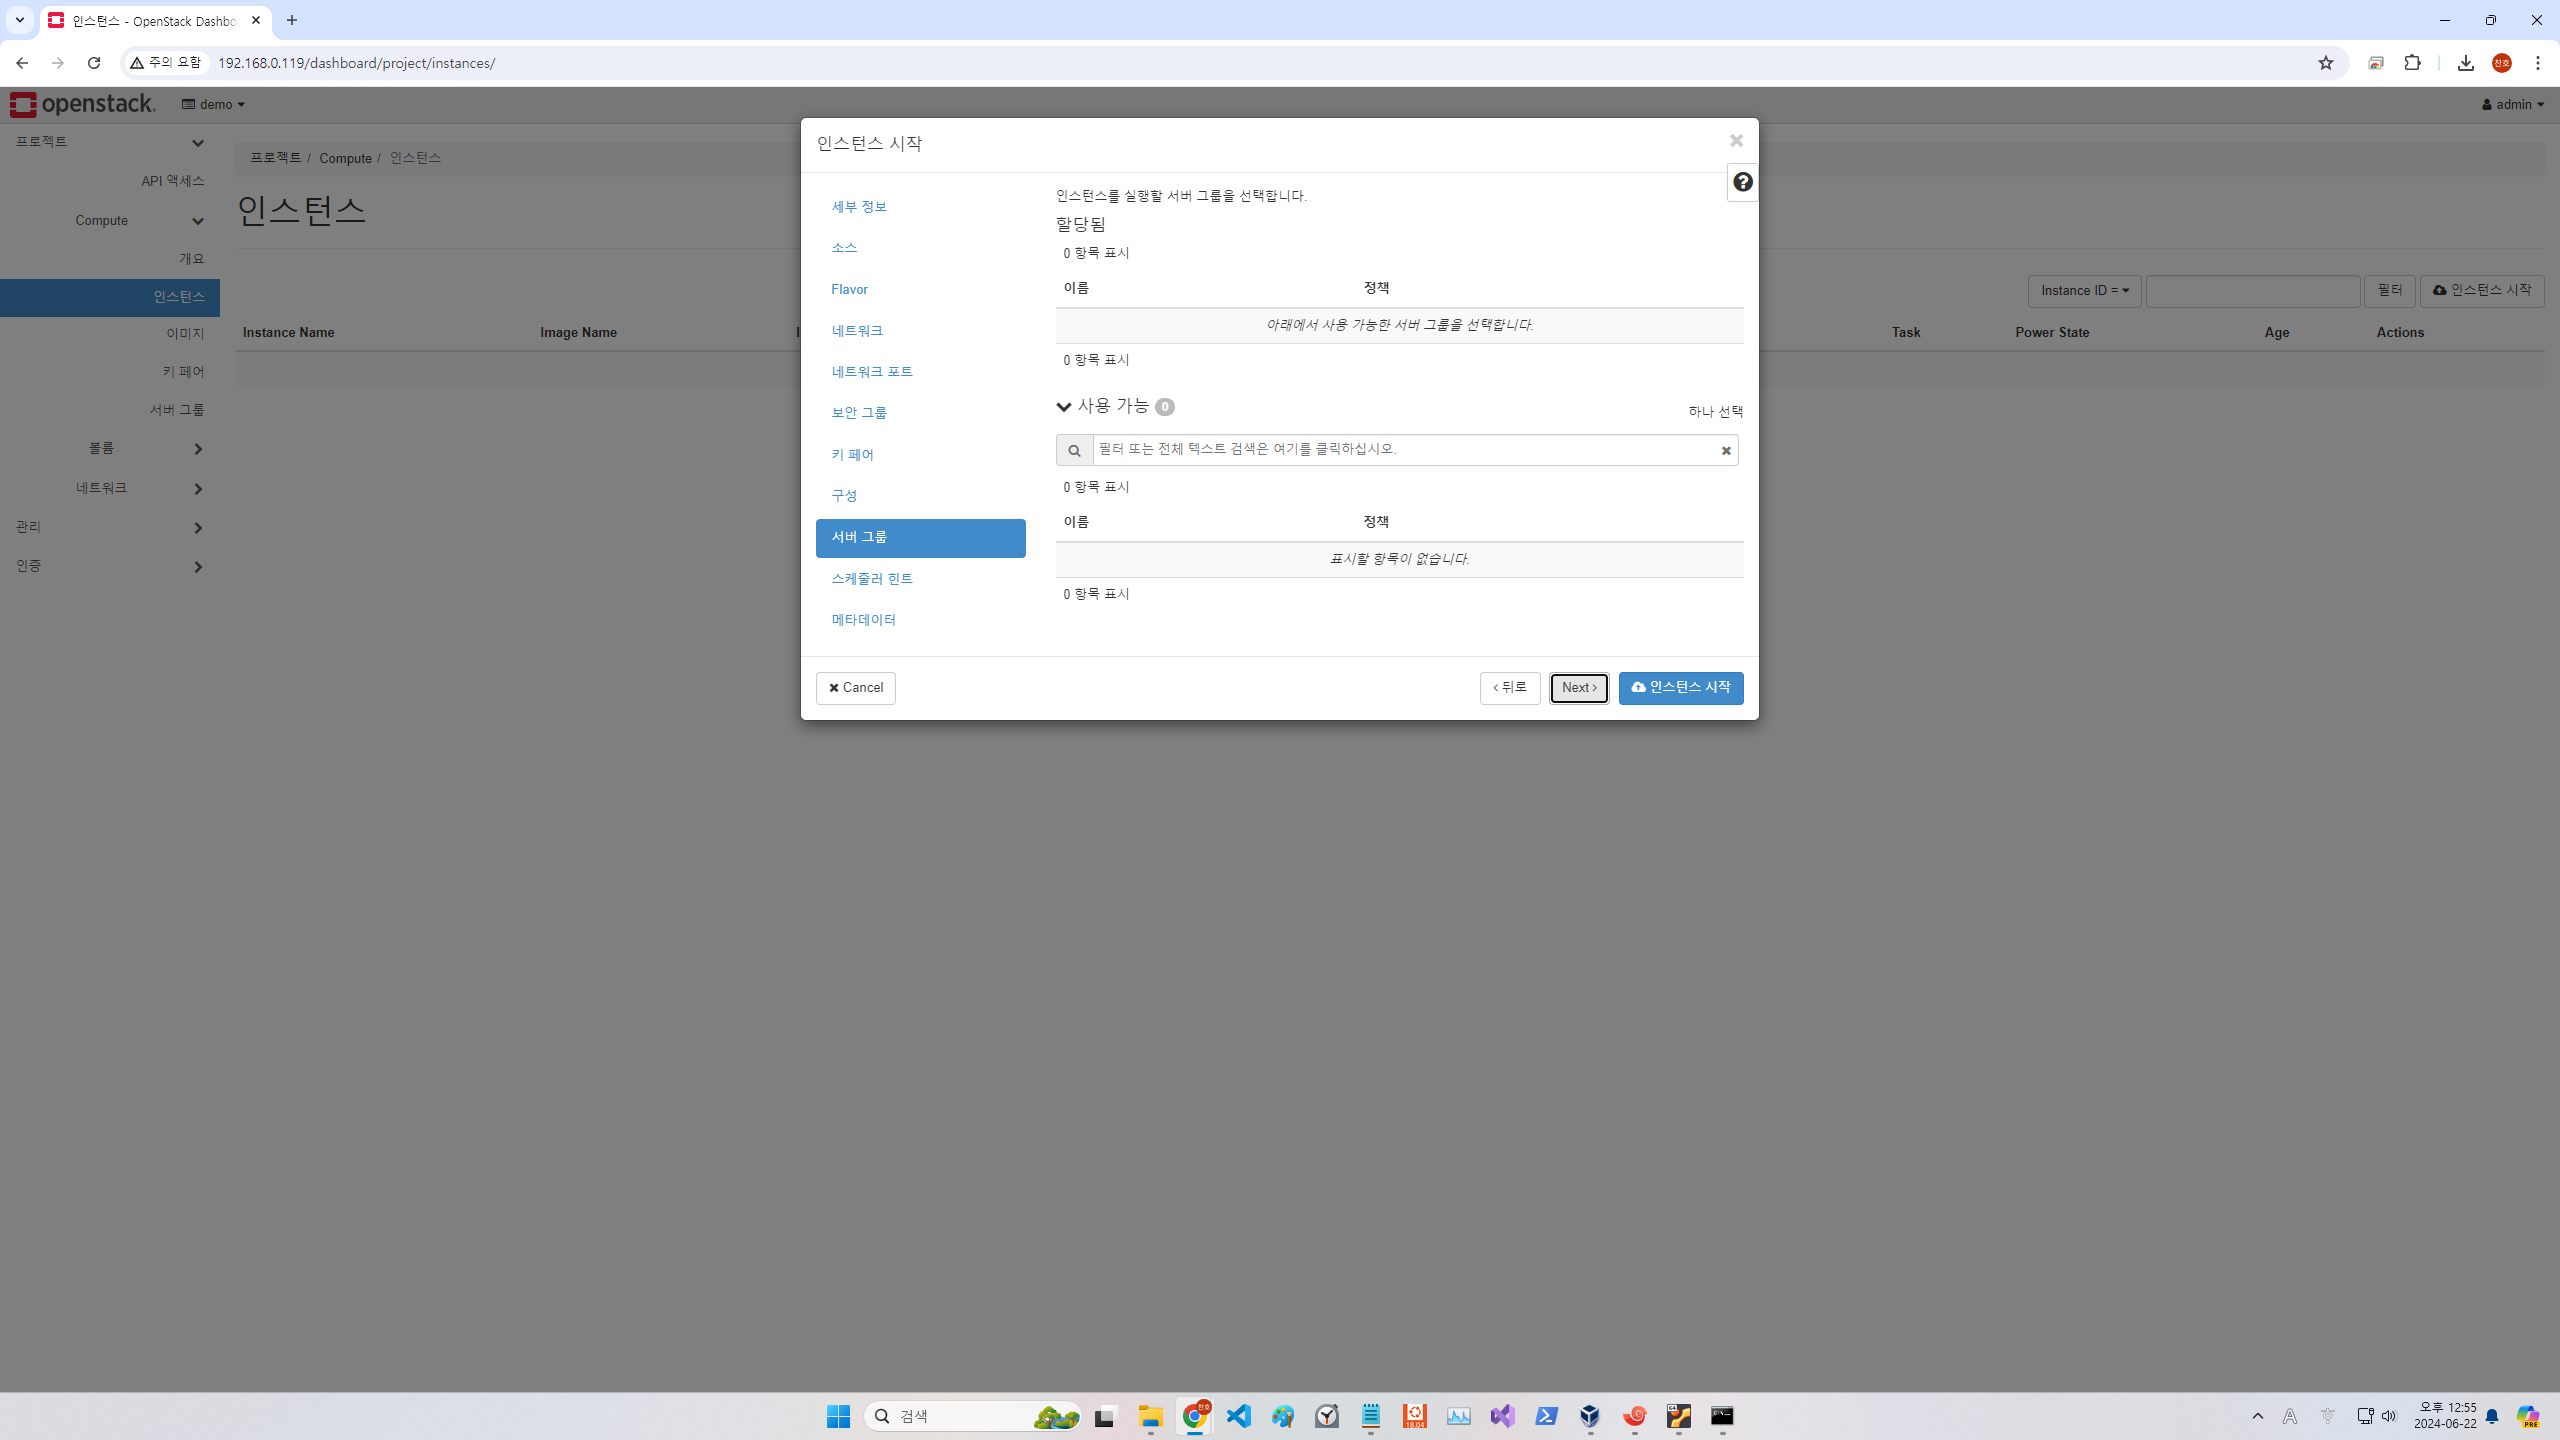 인스턴스 - OpenStack Dashbo
주의 요함
192.168.0.119/dashboard/project/instances/
찬호
openstack.
demo
admin
프로젝트
API 액세스
Compute
개요
인스턴스
이미지
키 페어
서버 그룹
볼륨
네트워크
관리
인증
프로젝트 / Compute / 인스턴스
인스턴스
Instance ID =
필터
인스턴스 시작
Instance Name
Image Name
Task
Power State
Age
Actions
인스턴스 시작
세부 정보
소스
Flavor
네트워크
네트워크 포트
보안 그룹
키 페어
구성
서버 그룹
스케줄러 힌트
메타데이터
인스턴스를 실행할 서버 그룹을 선택합니다.
할당됨
0 항목 표시
이름 정책
아래에서 사용 가능한 서버 그룹을 선택합니다.
0 항목 표시
사용 가능 0
하나 선택
필터 또는 전체 텍스트 검색은 여기를 클릭하십시오.
0 항목 표시
이름 정책
표시할 항목이 없습니다.
0 항목 표시
Cancel
< 뒤로
Next >
인스턴스 시작
검색
찬호
18.04
A
오후 12:55
2024-06-22
PRE